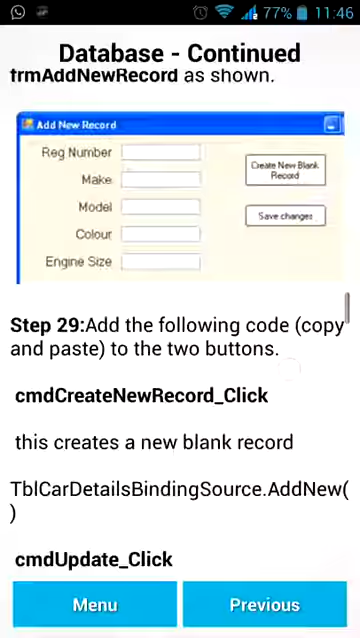 77% 11:46
Database - Continued
frmAddNewRecord as shown.
Add New Record
Reg Number
Create New Blank
Record
Make
Model
Save changes
Colour
Engine Size
Step 29:Add the following code (copy
and paste) to the two buttons.
cmdCreateNewRecord_Click
this creates a new blank record
TblCarDetailsBindingSource.AddNew(
)
cmdUpdate_Click
Menu
Previous